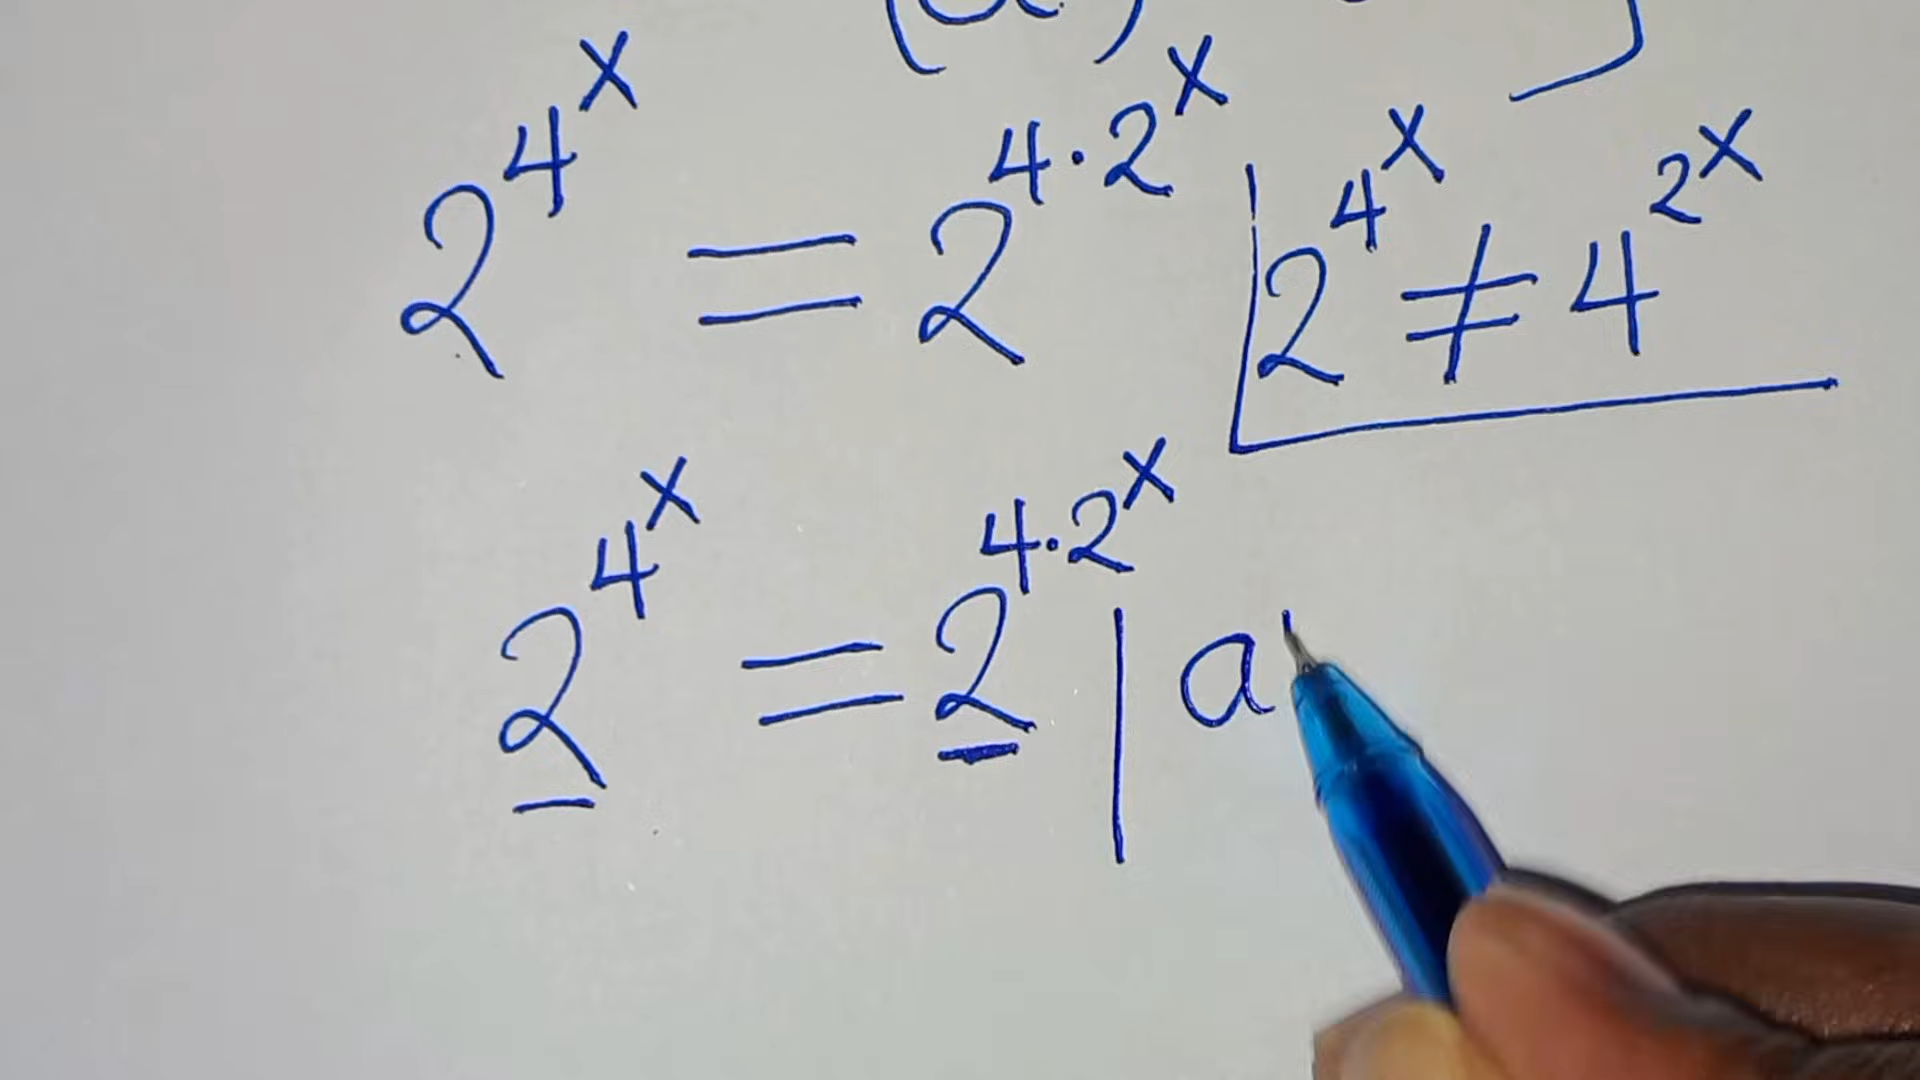 2^{4^x} = 2^{4·2^x} | 2^{4^x} ≠ 4^{2^x}
2^{4^x} = 2^{4·2^x} | a